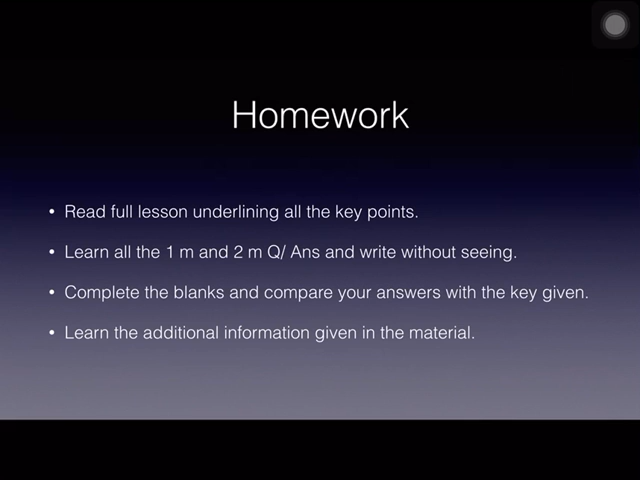 Homework
• Read full lesson underlining all the key points.
• Learn all the 1 m and 2 m Q/ Ans and write without seeing.
• Complete the blanks and compare your answers with the key given.
• Learn the additional information given in the material.